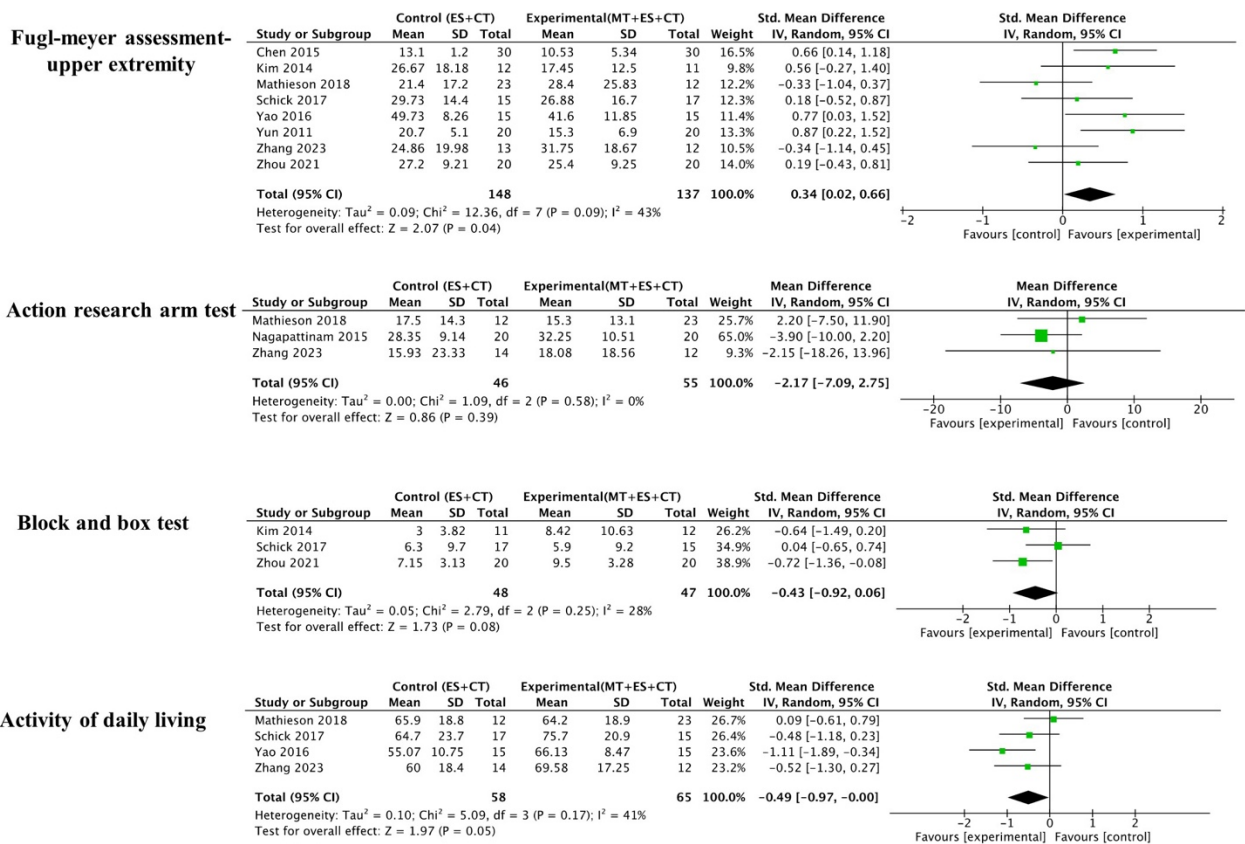 Fugl-meyer assessment-
upper extremity
Control (ES+CT) Experimental(MT+ES+CT) Std. Mean Difference Std. Mean Difference
Study or Subgroup Mean SD Total Mean SD Total Weight IV, Random, 95% CI IV, Random, 95% CI
Chen 2015 13.1 1.2 30 10.53 5.34 30 16.5% 0.66 [0.14, 1.18]
Kim 2014 26.67 18.18 12 17.45 12.5 11 9.8% 0.56 [-0.27, 1.40]
Mathieson 2018 21.4 17.2 23 28.4 25.83 12 12.2% -0.33 [-1.04, 0.37]
Schick 2017 29.73 14.4 15 26.88 16.7 17 12.3% 0.18 [-0.52, 0.87]
Yao 2016 49.73 8.26 15 41.6 11.85 15 11.4% 0.77 [0.03, 1.52]
Yun 2011 20.7 5.1 20 15.3 6.9 20 13.3% 0.87 [0.22, 1.52]
Zhang 2023 24.86 19.98 13 31.75 18.67 12 10.5% -0.34 [-1.14, 0.45]
Zhou 2021 27.2 9.21 20 25.4 9.25 20 14.0% 0.19 [-0.43, 0.81]
Total (95% CI) 148 137 100.0% 0.34 [0.02, 0.66]
Heterogeneity: Tau² = 0.09; Chi² = 12.36, df = 7 (P = 0.09); I² = 43%
Test for overall effect: Z = 2.07 (P = 0.04)
-2 -1 0 1 2
Favours [control] Favours [experimental]
Action research arm test
Control (ES+CT) Experimental(MT+ES+CT) Mean Difference Mean Difference
Study or Subgroup Mean SD Total Mean SD Total Weight IV, Random, 95% CI IV, Random, 95% CI
Mathieson 2018 17.5 14.3 12 15.3 13.1 23 25.7% 2.20 [-7.50, 11.90]
Nagapattinam 2015 28.35 9.14 20 32.25 10.51 20 65.0% -3.90 [-10.00, 2.20]
Zhang 2023 15.93 23.33 14 18.08 18.56 12 9.3% -2.15 [-18.26, 13.96]
Total (95% CI) 46 55 100.0% -2.17 [-7.09, 2.75]
Heterogeneity: Tau² = 0.00; Chi² = 1.09, df = 2 (P = 0.58); I² = 0%
Test for overall effect: Z = 0.86 (P = 0.39)
-20 -10 0 10 20
Favours [experimental] Favours [control]
Block and box test
Control (ES+CT) Experimental(MT+ES+CT) Std. Mean Difference Std. Mean Difference
Study or Subgroup Mean SD Total Mean SD Total Weight IV, Random, 95% CI IV, Random, 95% CI
Kim 2014 3 3.82 11 8.42 10.63 12 26.2% -0.64 [-1.49, 0.20]
Schick 2017 6.3 9.7 17 5.9 9.2 15 34.9% 0.04 [-0.65, 0.74]
Zhou 2021 7.15 3.13 20 9.5 3.28 20 38.9% -0.72 [-1.36, -0.08]
Total (95% CI) 48 47 100.0% -0.43 [-0.92, 0.06]
Heterogeneity: Tau² = 0.05; Chi² = 2.79, df = 2 (P = 0.25); I² = 28%
Test for overall effect: Z = 1.73 (P = 0.08)
-2 -1 0 1 2
Favours [experimental] Favours [control]
Activity of daily living
Control (ES+CT) Experimental(MT+ES+CT) Std. Mean Difference Std. Mean Difference
Study or Subgroup Mean SD Total Mean SD Total Weight IV, Random, 95% CI IV, Random, 95% CI
Mathieson 2018 65.9 18.8 12 64.2 18.9 23 26.7% 0.09 [-0.61, 0.79]
Schick 2017 64.7 23.7 17 75.7 20.9 15 26.4% -0.48 [-1.18, 0.23]
Yao 2016 55.07 10.75 15 66.13 8.47 15 23.6% -1.11 [-1.89, -0.34]
Zhang 2023 60 18.4 14 69.58 17.25 12 23.2% -0.52 [-1.30, 0.27]
Total (95% CI) 58 65 100.0% -0.49 [-0.97, -0.00]
Heterogeneity: Tau² = 0.10; Chi² = 5.09, df = 3 (P = 0.17); I² = 41%
Test for overall effect: Z = 1.97 (P = 0.05)
-2 -1 0 1 2
Favours [experimental] Favours [control]